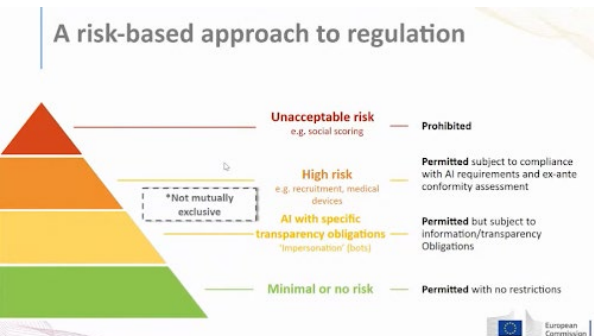 A risk-based approach to regulation
Unacceptable risk
e.g. social scoring
Prohibited
High risk
e.g. recruitment, medical
devices
Permitted subject to compliance
with AI requirements and ex-ante
conformity assessment
*Not mutually
exclusive
AI with specific
transparency obligations
'Impersonation' (bots)
Permitted but subject to
information/transparency
Obligations
Minimal or no risk
Permitted with no restrictions
European
Commission